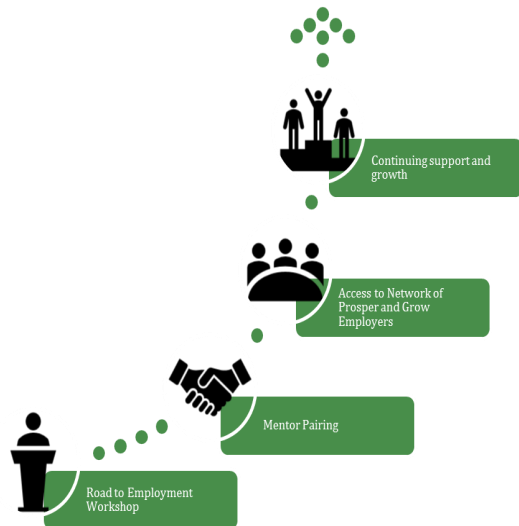 Continuing support and
growth
Access to Network of
Prosper and Grow
Employers
Mentor Pairing
Road to Employment
Workshop